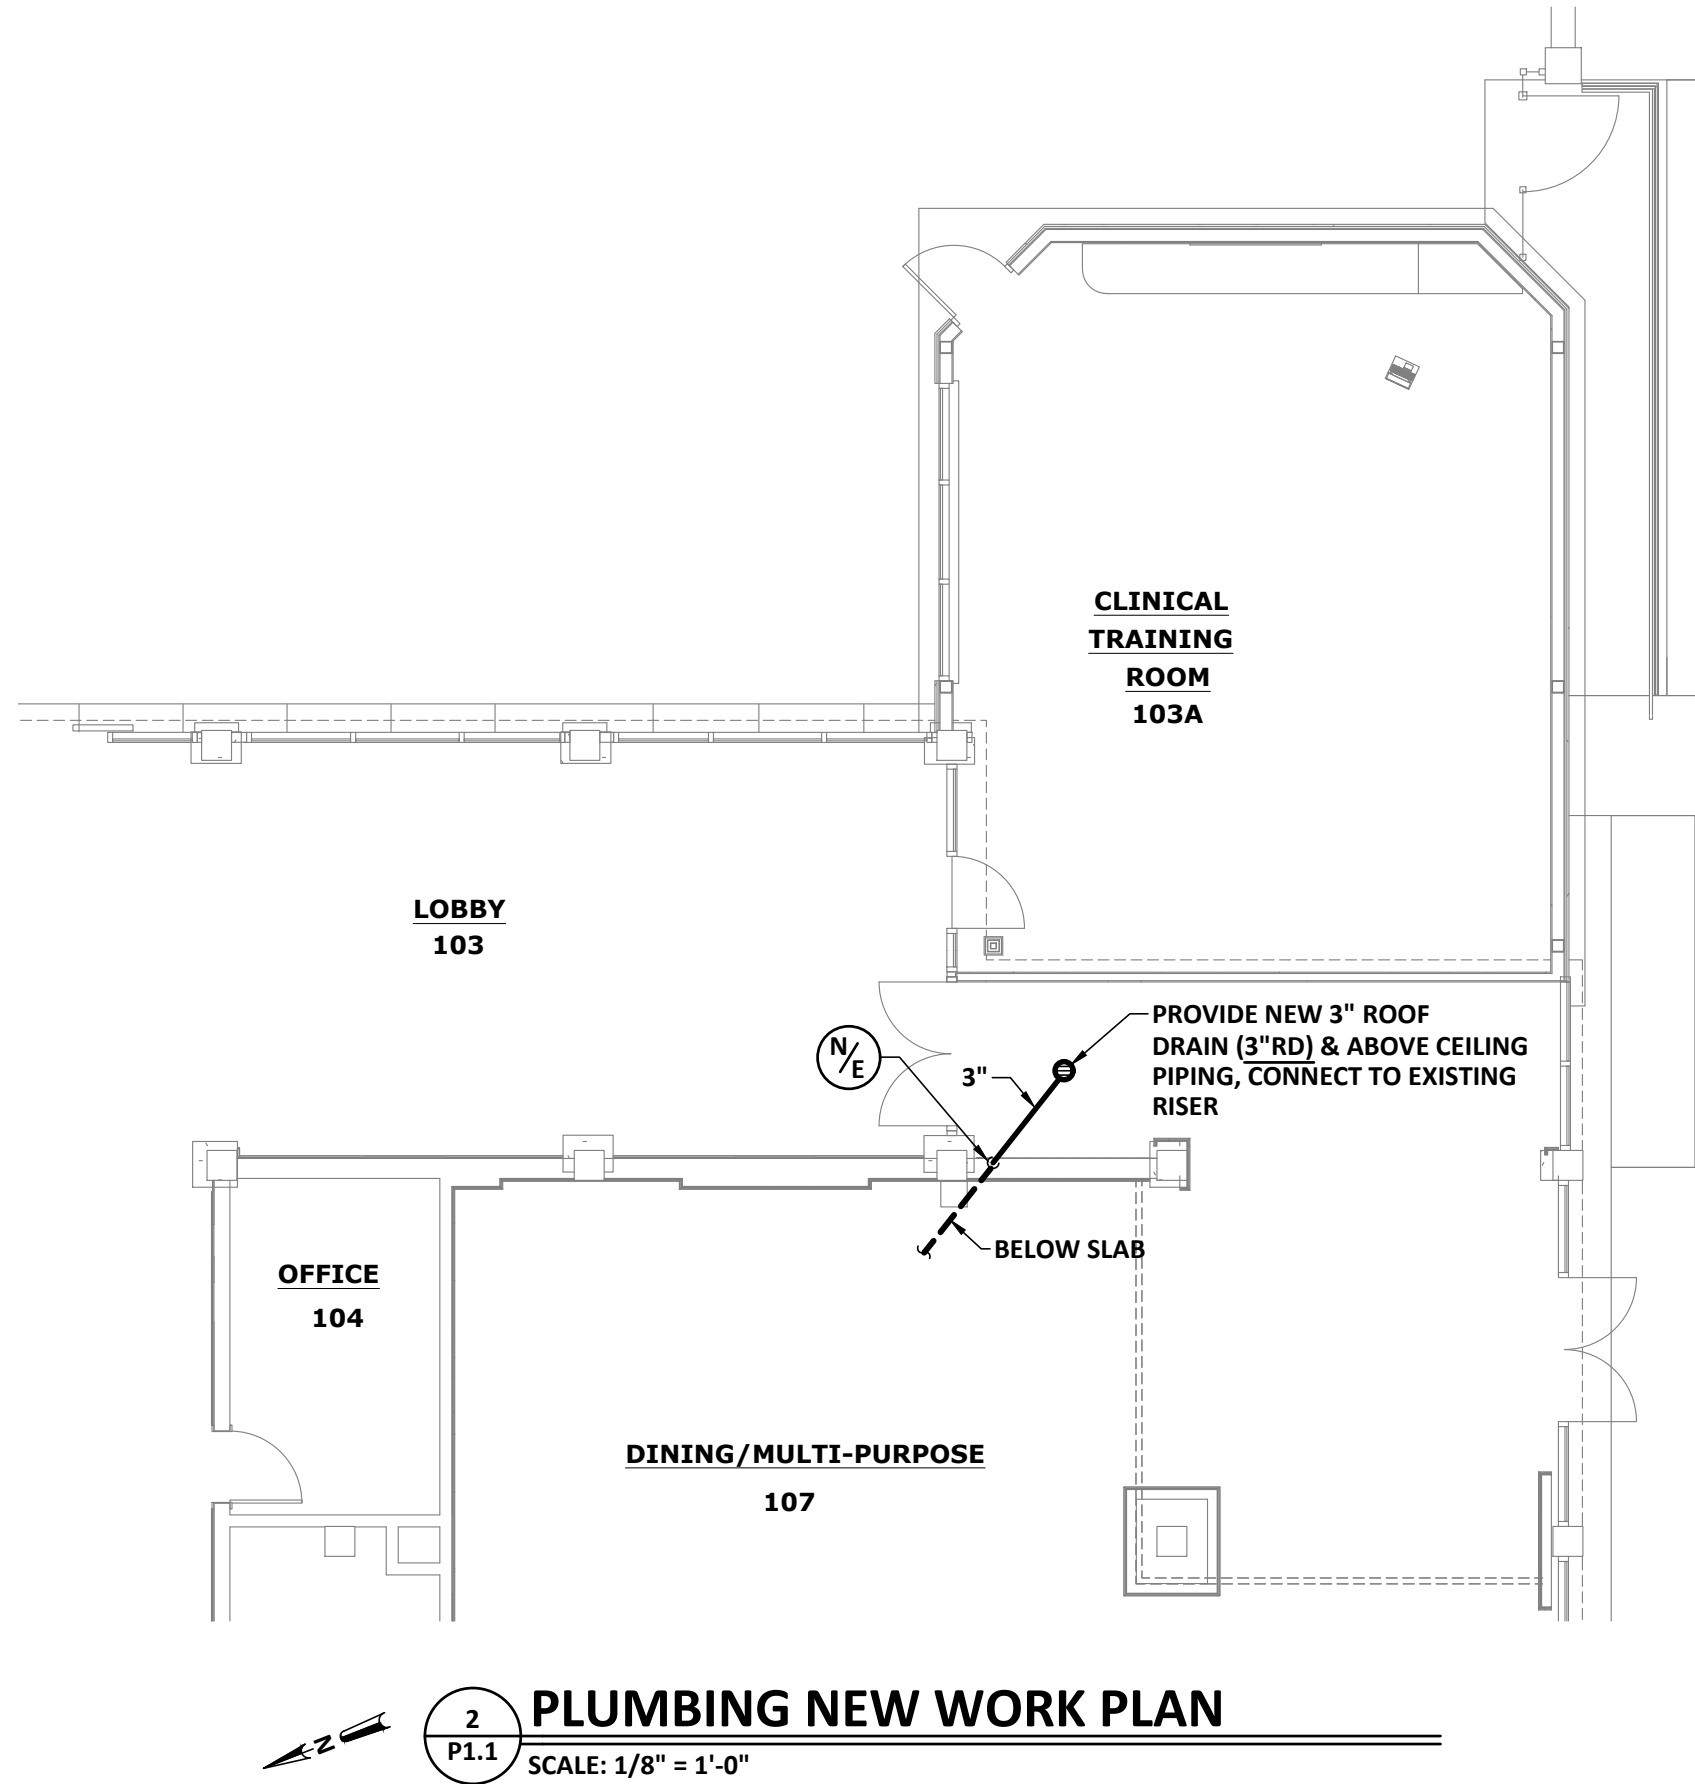 CLINICAL
TRAINING
ROOM
103A
LOBBY
103
PROVIDE NEW 3" ROOF
DRAIN (3"RD) & ABOVE CEILING
PIPING, CONNECT TO EXISTING
RISER
N/E
3"
BELOW SLAB
OFFICE
104
DINING/MULTI-PURPOSE
107
N
2
P1.1
PLUMBING NEW WORK PLAN
SCALE: 1/8" = 1'-0"